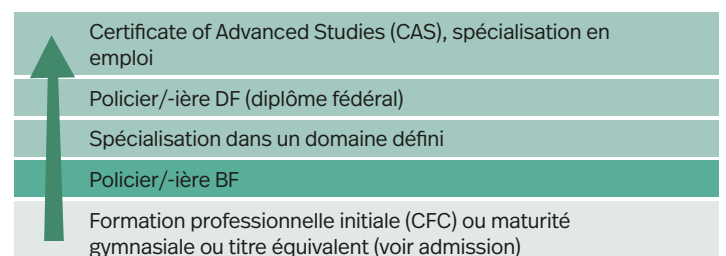 Certificate of Advanced Studies (CAS), spécialisation en
emploi
Policier/-ière DF (diplôme fédéral)
Spécialisation dans un domaine défini
Policier/-ière BF
Formation professionnelle initiale (CFC) ou maturité
gymnasiale ou titre équivalent (voir admission)